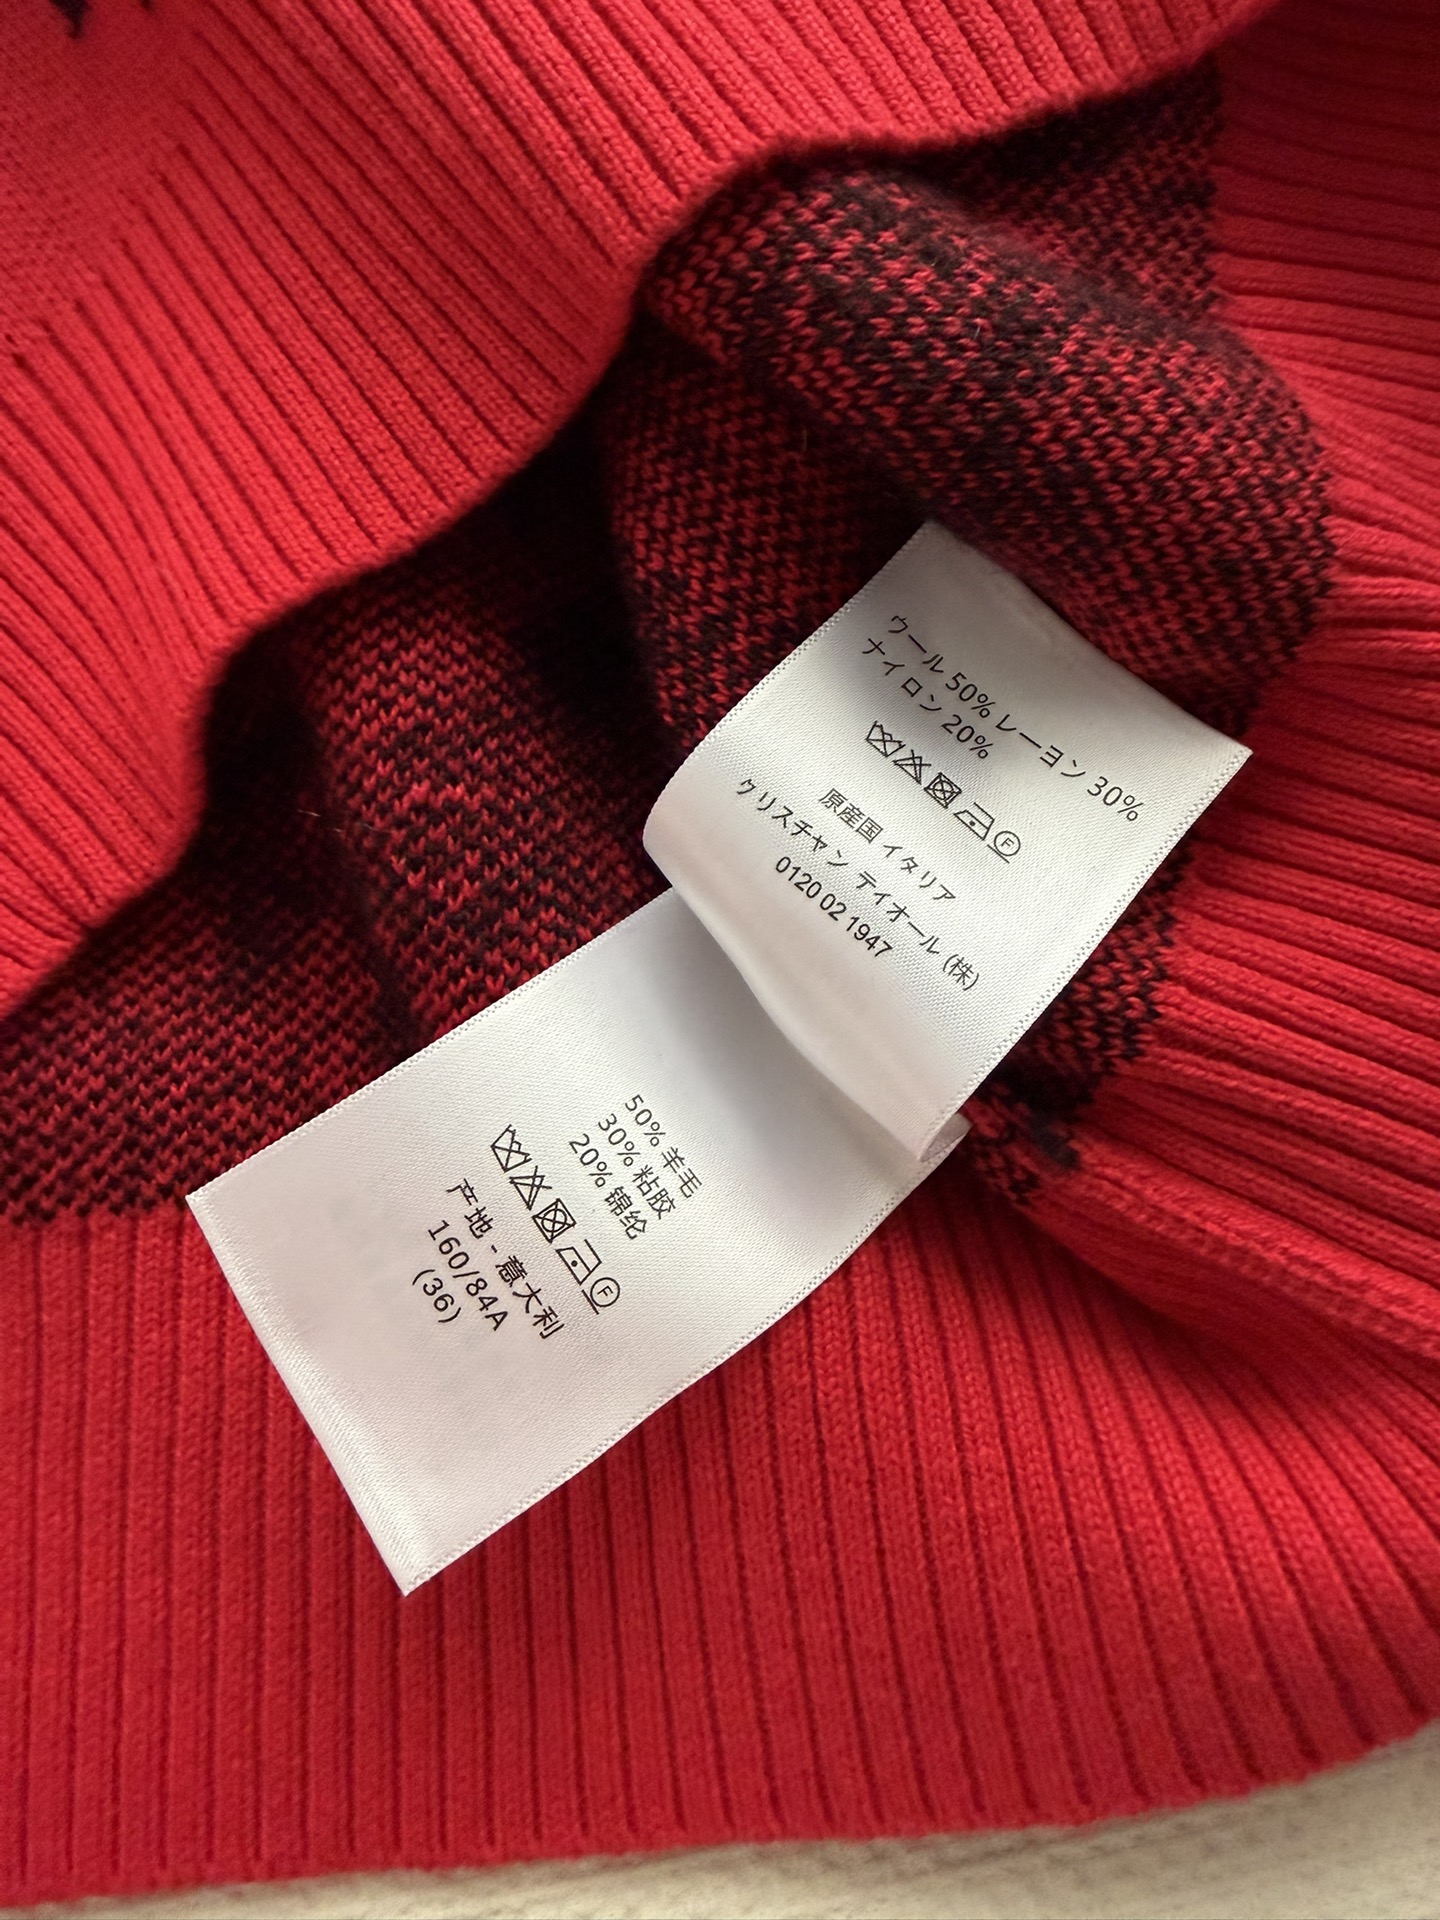 ウール 50% レーヨン 30%
ナイロン 20%
F
原産国 イタリア
クリスチャン ディオール (株)
0120 02 1947
50% 羊毛
30% 粘胶
20% 锦纶
F
产地 - 意大利
160/84A
(36)